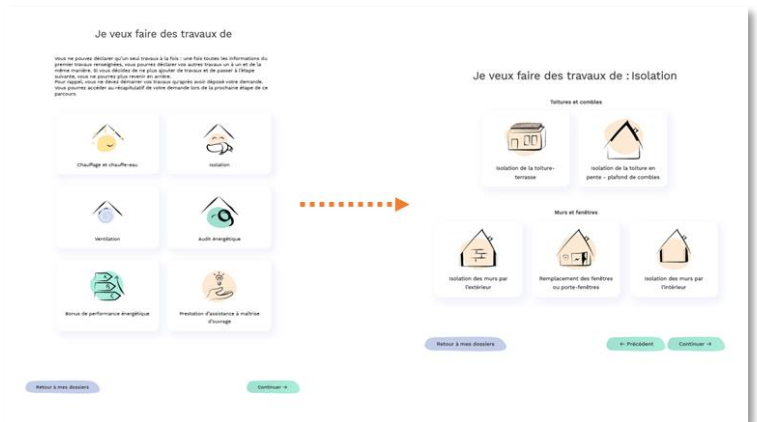 Je veux faire des travaux de
Vous ne pouvez déclarer qu'un seul travaux à la fois : une fois toutes les informations du
premier travaux renseignées, vous pourrez déclarer vos autres travaux un à un et de la
même manière. Si vous décidez de ne plus ajouter de travaux et de passer à l'étape
suivante, vous ne pourrez plus revenir en arrière.
Pour rappel, vous ne devez démarrer vos travaux qu'après avoir déposé votre demande.
Vous pourrez accéder au récapitulatif de votre demande lors de la prochaine étape de ce
parcours.
Chauffage et chauffe-eau
Isolation
Ventilation
Audit énergétique
Bonus de performance énergétique
Prestation d'assistance à maîtrise
d'ouvrage
Retour à mes dossiers
Continuer →
Je veux faire des travaux de : Isolation
Toitures et combles
Isolation de la toiture-
terrasse
Isolation de la toiture en
pente - plafond de combles
Murs et fenêtres
Isolation des murs par
l'extérieur
Remplacement des fenêtres
ou porte-fenêtres
Isolation des murs par
l'intérieur
Retour à mes dossiers
← Précédent
Continuer →